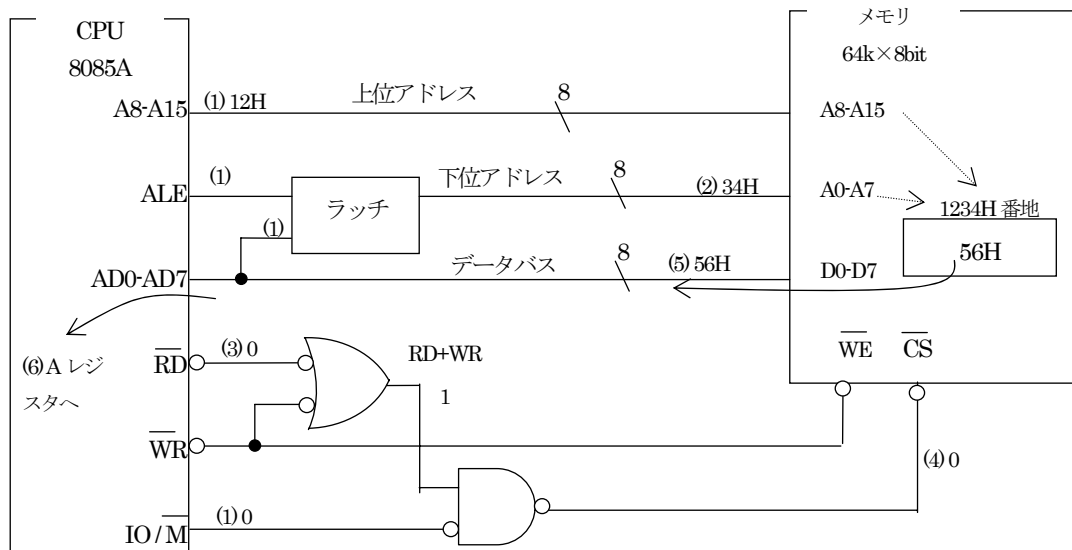 CPU
8085A
メモリ
64k×8bit
A8-A15
(1) 12H
上位アドレス
8
A8-A15
ALE
(1)
ラッチ
下位アドレス
8
(2) 34H
A0-A7
1234H 番地
(1)
AD0-AD7
データバス
8
(5) 56H
D0-D7
56H
(6)A レジ
スタへ
RD
(3) 0
RD+WR
1
WE
CS
WR
(4) 0
IO / M
(1) 0